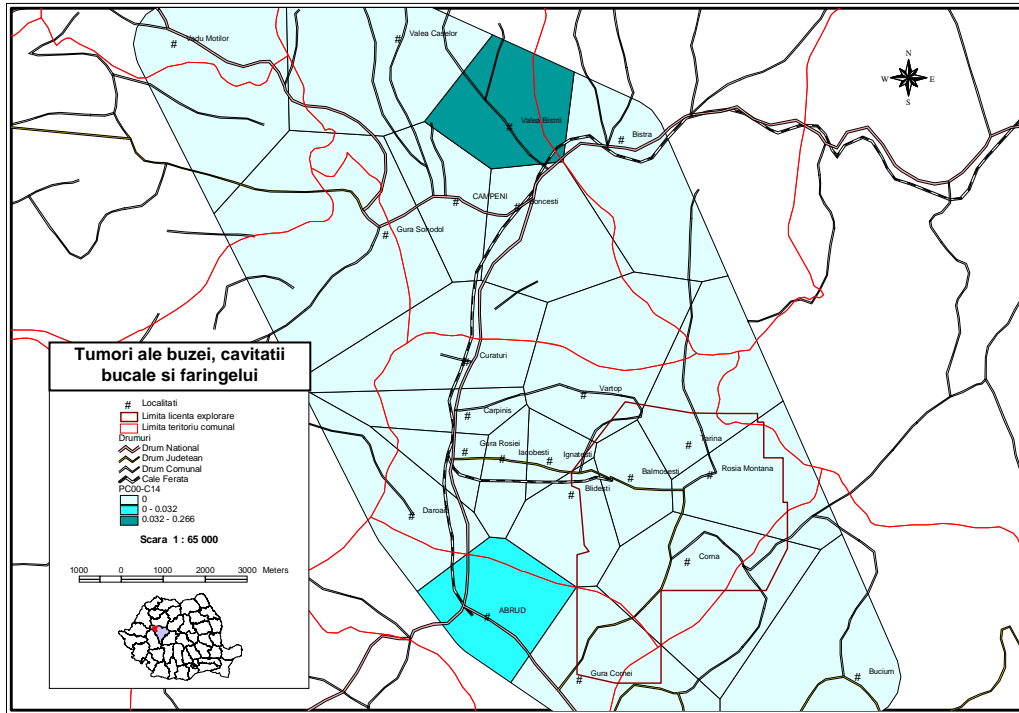 Vadu Motilor
Valea Caselor
N
W E
S
Valea Bistrii
Bistra
CAMPENI
Boncesti
Gura Sohodol
Tumori ale buzei, cavitatii
bucale si faringelui
# Localitati
Limita licenta explorare
Limita teritoriu comunal
Drumuri
Drum National
Drum Judetean
Drum Comunal
Cale Ferata
PC00-C14
0
0 - 0.032
0.032 - 0.266
Scara 1 : 65 000
1000 0 1000 2000 3000 Meters
Curaturi
Vartop
Carpinis
Gura Rosiei
Iacobesti
Ignatesti
Tarina
Balmosesti
Rosia Montana
Blidesti
Daroaia
Corna
ABRUD
Gura Cornei
Bucium